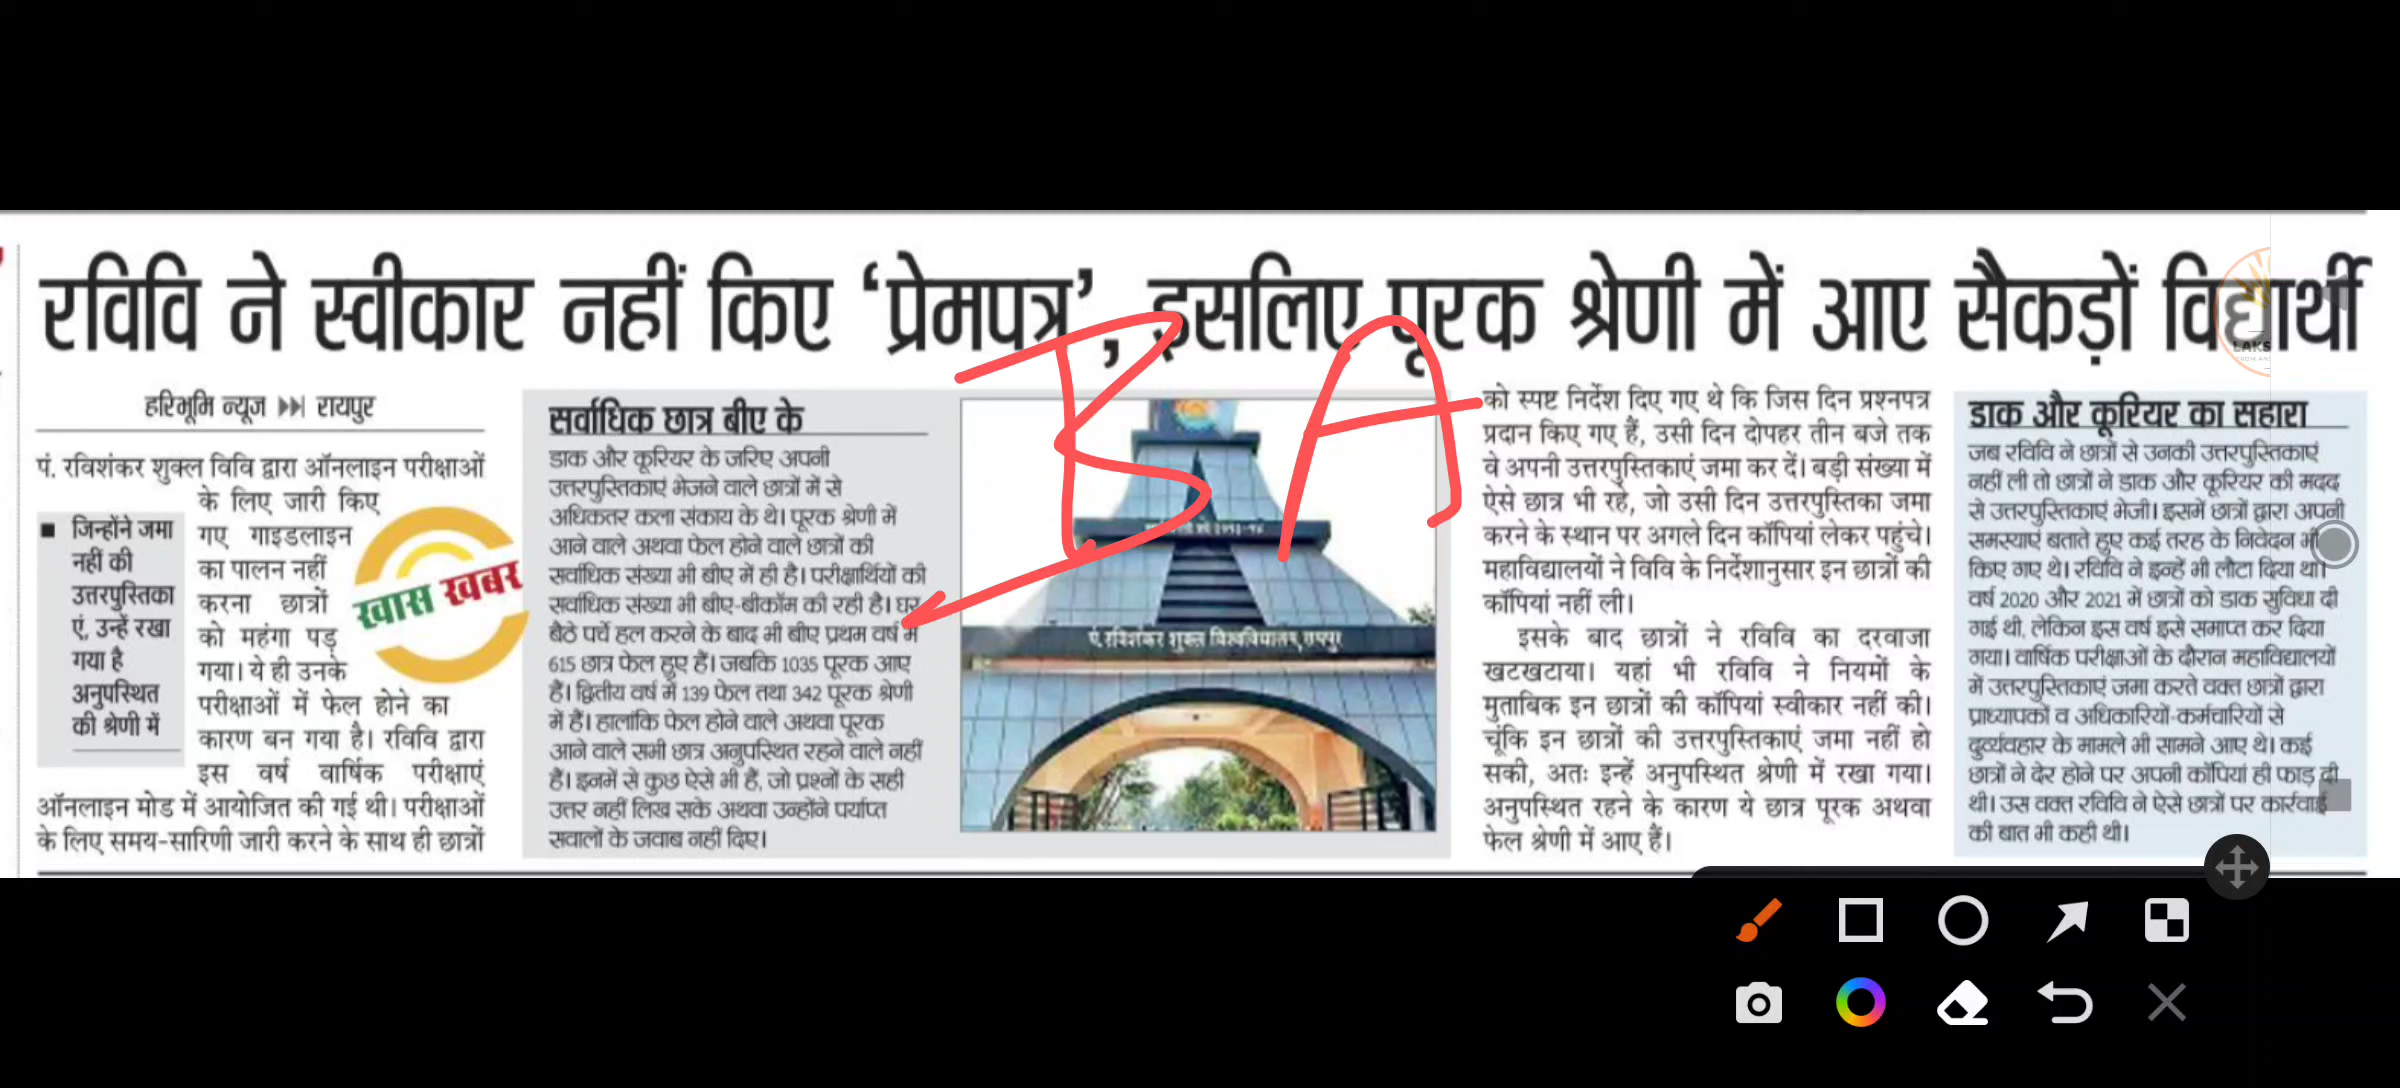 रविवि ने स्वीकार नहीं किए ‘प्रेमपत्र’, इसलिए पूरक श्रेणी में आए सैकड़ों विद्यार्थी
हरिभूमि न्यूज ▸▸| रायपुर
पं. रविशंकर शुक्ल विवि द्वारा ऑनलाइन परीक्षाओं
के लिए जारी किए
गए गाइडलाइन
का पालन नहीं
करना छात्रों
को महंगा पड़
गया। ये ही उनके
परीक्षाओं में फेल होने का
कारण बन गया है। रविवि द्वारा
इस वर्ष वार्षिक परीक्षाएं
ऑनलाइन मोड में आयोजित की गई थी। परीक्षाओं
के लिए समय-सारिणी जारी करने के साथ ही छात्रों
■ जिन्होंने जमा
नहीं की
उत्तरपुस्तिका
एं, उन्हें रखा
गया है
अनुपस्थित
की श्रेणी में
खास खबर
सर्वाधिक छात्र बीए के
डाक और कूरियर के जरिए अपनी
उत्तरपुस्तिकाएं भेजने वाले छात्रों में से
अधिकतर कला संकाय के थे। पूरक श्रेणी में
आने वाले अथवा फेल होने वाले छात्रों की
सर्वाधिक संख्या भी बीए में ही है। परीक्षार्थियों की
सर्वाधिक संख्या भी बीए-बीकॉम की रही है। घर
बैठे पर्चे हल करने के बाद भी बीए प्रथम वर्ष में
615 छात्र फेल हुए हैं। जबकि 1035 पूरक आए
हैं। द्वितीय वर्ष में 139 फेल तथा 342 पूरक श्रेणी
में हैं। हालांकि फेल होने वाले अथवा पूरक
आने वाले सभी छात्र अनुपस्थित रहने वाले नहीं
हैं। इनमें से कुछ ऐसे भी हैं, जो प्रश्नों के सही
उत्तर नहीं लिख सके अथवा उन्होंने पर्याप्त
सवालों के जवाब नहीं दिए।
BA
पं. रविशंकर शुक्ल विश्वविद्यालय, रायपुर
को स्पष्ट निर्देश दिए गए थे कि जिस दिन प्रश्नपत्र
प्रदान किए गए हैं, उसी दिन दोपहर तीन बजे तक
वे अपनी उत्तरपुस्तिकाएं जमा कर दें। बड़ी संख्या में
ऐसे छात्र भी रहे, जो उसी दिन उत्तरपुस्तिका जमा
करने के स्थान पर अगले दिन कॉपियां लेकर पहुंचे।
महाविद्यालयों ने विवि के निर्देशानुसार इन छात्रों की
कॉपियां नहीं ली।
इसके बाद छात्रों ने रविवि का दरवाजा
खटखटाया। यहां भी रविवि ने नियमों के
मुताबिक इन छात्रों की कॉपियां स्वीकार नहीं की।
चूंकि इन छात्रों की उत्तरपुस्तिकाएं जमा नहीं हो
सकी, अतः इन्हें अनुपस्थित श्रेणी में रखा गया।
अनुपस्थित रहने के कारण ये छात्र पूरक अथवा
फेल श्रेणी में आए हैं।
डाक और कूरियर का सहारा
जब रविवि ने छात्रों से उनकी उत्तरपुस्तिकाएं
नहीं ली तो छात्रों ने डाक और कूरियर की मदद
से उत्तरपुस्तिकाएं भेजी। इसमें छात्रों द्वारा अपनी
समस्याएं बताते हुए कई तरह के निवेदन भी
किए गए थे। रविवि ने इन्हें भी लौटा दिया था।
वर्ष 2020 और 2021 में छात्रों को डाक सुविधा दी
गई थी, लेकिन इस वर्ष इसे समाप्त कर दिया
गया। वार्षिक परीक्षाओं के दौरान महाविद्यालयों
में उत्तरपुस्तिकाएं जमा करते वक्त छात्रों द्वारा
प्राध्यापकों व अधिकारियों-कर्मचारियों से
दुर्व्यवहार के मामले भी सामने आए थे। कई
छात्रों ने देर होने पर अपनी कॉपियां ही फाड़ दी
थी। उस वक्त रविवि ने ऐसे छात्रों पर कार्रवाई
की बात भी कही थी।
LAKS